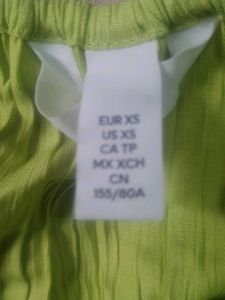 EUR XS
US XS
CA TP
MX XCH
CN
155/80A